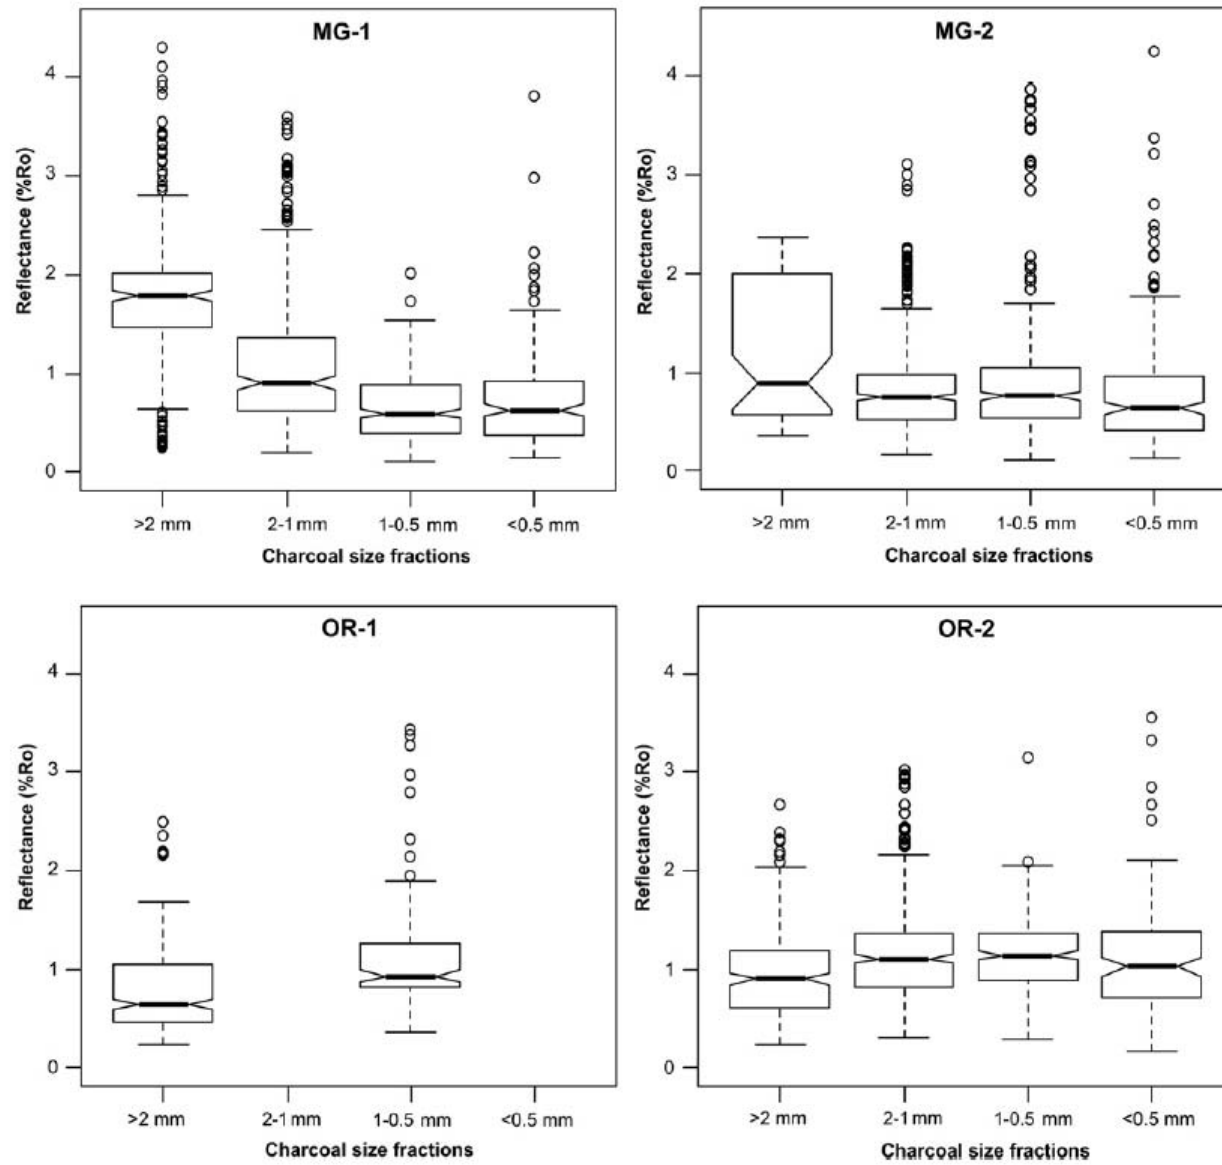 MG-1
Reflectance (%Ro)
4
3
2
1
0
>2 mm
2-1 mm
1-0.5 mm
<0.5 mm
Charcoal size fractions
MG-2
Reflectance (%Ro)
4
3
2
1
0
>2 mm
2-1 mm
1-0.5 mm
<0.5 mm
Charcoal size fractions
OR-1
Reflectance (%Ro)
4
3
2
1
0
>2 mm
2-1 mm
1-0.5 mm
<0.5 mm
Charcoal size fractions
OR-2
Reflectance (%Ro)
4
3
2
1
0
>2 mm
2-1 mm
1-0.5 mm
<0.5 mm
Charcoal size fractions